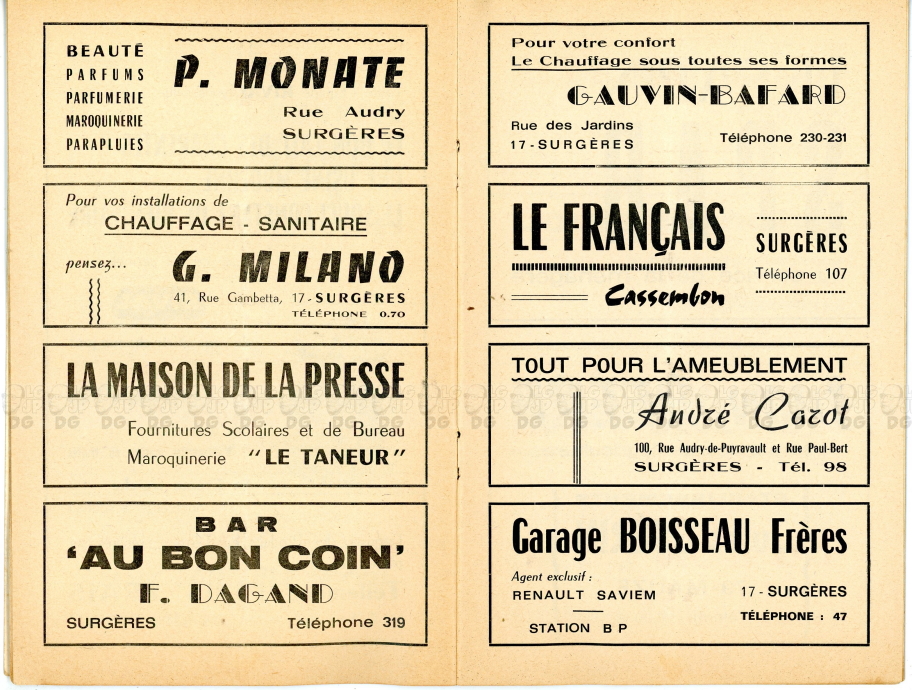 BEAUTÉ
PARFUMS
PARFUMERIE
MAROQUINERIE
PARAPLUIES
P. MONATE
Rue Audry
SURGÈRES
Pour vos installations de
CHAUFFAGE - SANITAIRE
pensez...
G. MILANO
41, Rue Gambetta, 17 - SURGÈRES
TÉLÉPHONE 0.70
LA MAISON DE LA PRESSE
Fournitures Scolaires et de Bureau
Maroquinerie "LE TANEUR"
BAR
'AU BON COIN'
F. DAGAND
SURGÈRES Téléphone 319
Pour votre confort
Le Chauffage sous toutes ses formes
GAUVIN-BAFARD
Rue des Jardins
17 - SURGÈRES
Téléphone 230-231
LE FRANÇAIS
Cassembon
SURGÈRES
Téléphone 107
TOUT POUR L'AMEUBLEMENT
André Carot
100, Rue Audry-de-Puyravault et Rue Paul-Bert
SURGÈRES - Tél. 98
Garage BOISSEAU Frères
Agent exclusif :
RENAULT SAVIEM
STATION BP
17 - SURGÈRES
TÉLÉPHONE : 47